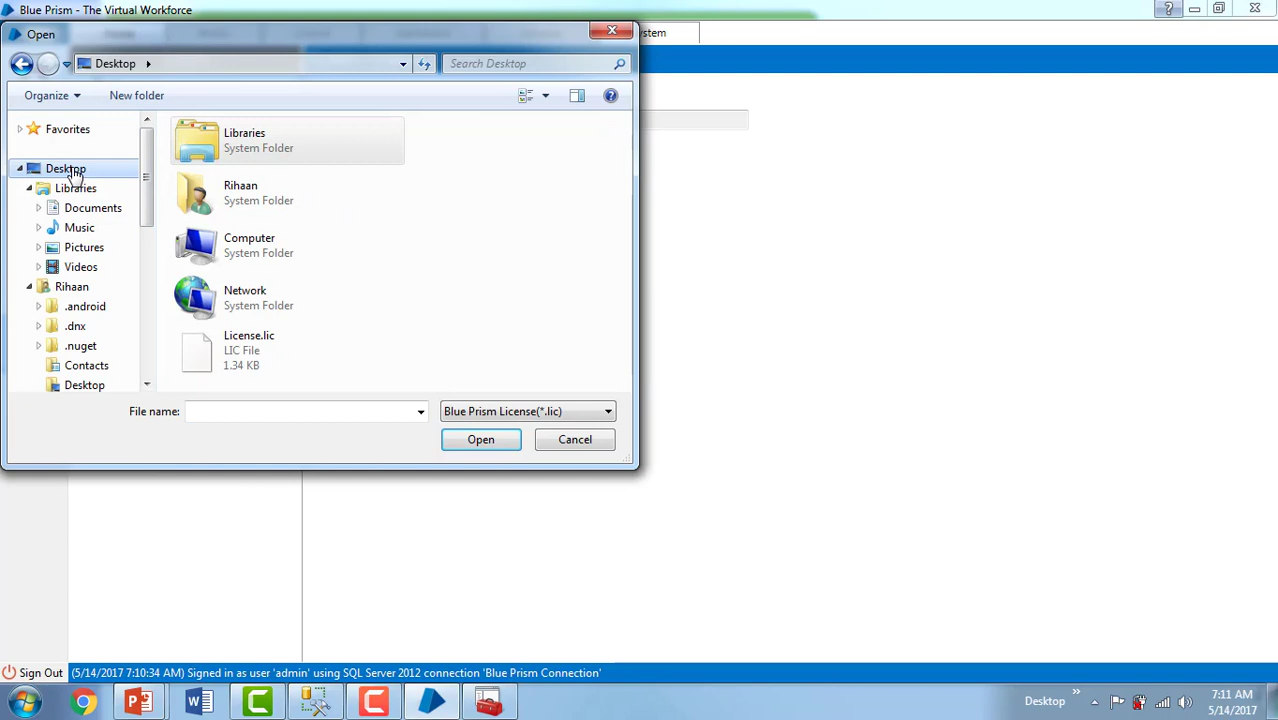 Blue Prism - The Virtual Workforce
Open
ystem
Desktop
Search Desktop
Organize
New folder
Favorites
Desktop
Libraries
Documents
Music
Pictures
Videos
Rihaan
.android
.dnx
.nuget
Contacts
Desktop
Libraries
System Folder
Rihaan
System Folder
Computer
System Folder
Network
System Folder
License.lic
LIC File
1.34 KB
File name:
Blue Prism License(*.lic)
Open
Cancel
Sign Out
(5/14/2017 7:10:34 AM) Signed in as user 'admin' using SQL Server 2012 connection 'Blue Prism Connection'
Desktop
7:11 AM
5/14/2017